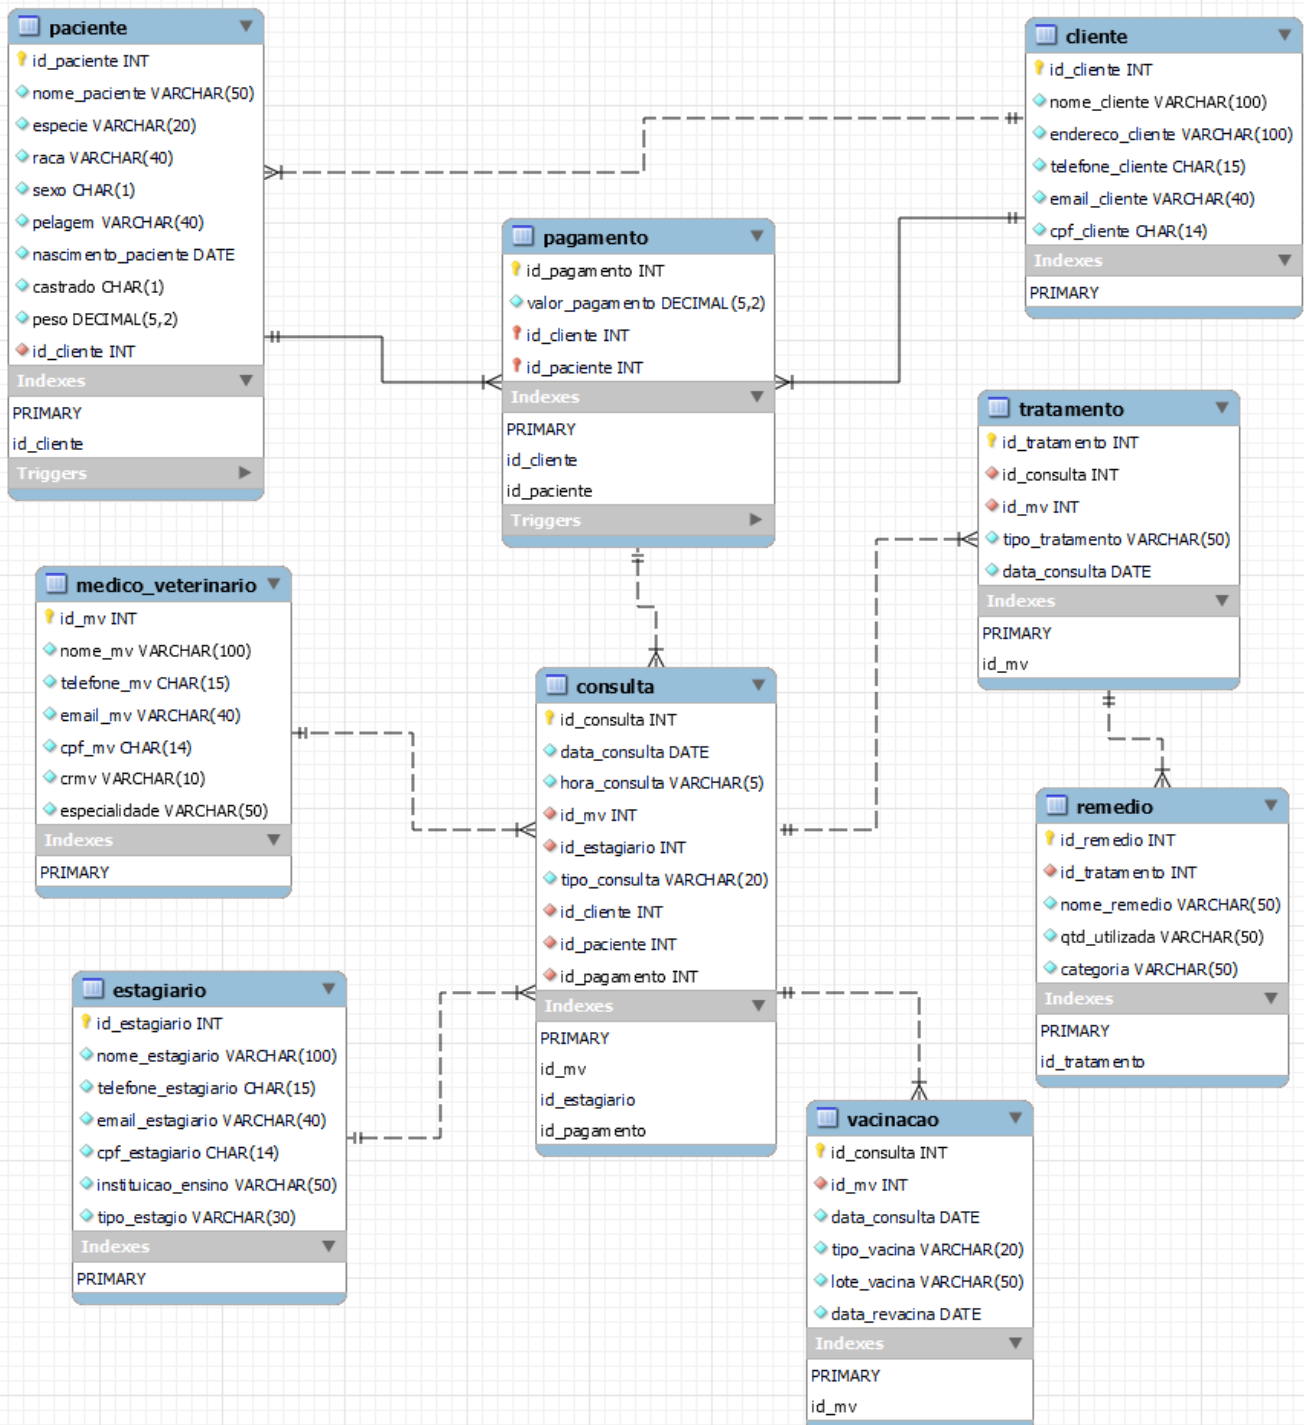 paciente
id_paciente INT
nome_paciente VARCHAR(50)
especie VARCHAR(20)
raca VARCHAR(40)
sexo CHAR(1)
pelagem VARCHAR(40)
nascimento_paciente DATE
castrado CHAR(1)
peso DECIMAL(5,2)
id_cliente INT
Indexes
PRIMARY
id_cliente
Triggers
cliente
id_cliente INT
nome_cliente VARCHAR(100)
endereco_cliente VARCHAR(100)
telefone_cliente CHAR(15)
email_cliente VARCHAR(40)
cpf_cliente CHAR(14)
Indexes
PRIMARY
pagamento
id_pagamento INT
valor_pagamento DECIMAL(5,2)
id_cliente INT
id_paciente INT
Indexes
PRIMARY
id_cliente
id_paciente
Triggers
tratamento
id_tratamento INT
id_consulta INT
id_mv INT
tipo_tratamento VARCHAR(50)
data_consulta DATE
Indexes
PRIMARY
id_mv
medico_veterinario
id_mv INT
nome_mv VARCHAR(100)
telefone_mv CHAR(15)
email_mv VARCHAR(40)
cpf_mv CHAR(14)
crmv VARCHAR(10)
especialidade VARCHAR(50)
Indexes
PRIMARY
consulta
id_consulta INT
data_consulta DATE
hora_consulta VARCHAR(5)
id_mv INT
id_estagiario INT
tipo_consulta VARCHAR(20)
id_cliente INT
id_paciente INT
id_pagamento INT
Indexes
PRIMARY
id_mv
id_estagiario
id_pagamento
remedio
id_remedio INT
id_tratamento INT
nome_remedio VARCHAR(50)
qtd_utilizada VARCHAR(50)
categoria VARCHAR(50)
Indexes
PRIMARY
id_tratamento
estagiario
id_estagiario INT
nome_estagiario VARCHAR(100)
telefone_estagiario CHAR(15)
email_estagiario VARCHAR(40)
cpf_estagiario CHAR(14)
instituicao_ensino VARCHAR(50)
tipo_estagio VARCHAR(30)
Indexes
PRIMARY
vacinacao
id_consulta INT
id_mv INT
data_consulta DATE
tipo_vacina VARCHAR(20)
lote_vacina VARCHAR(50)
data_revacina DATE
Indexes
PRIMARY
id_mv